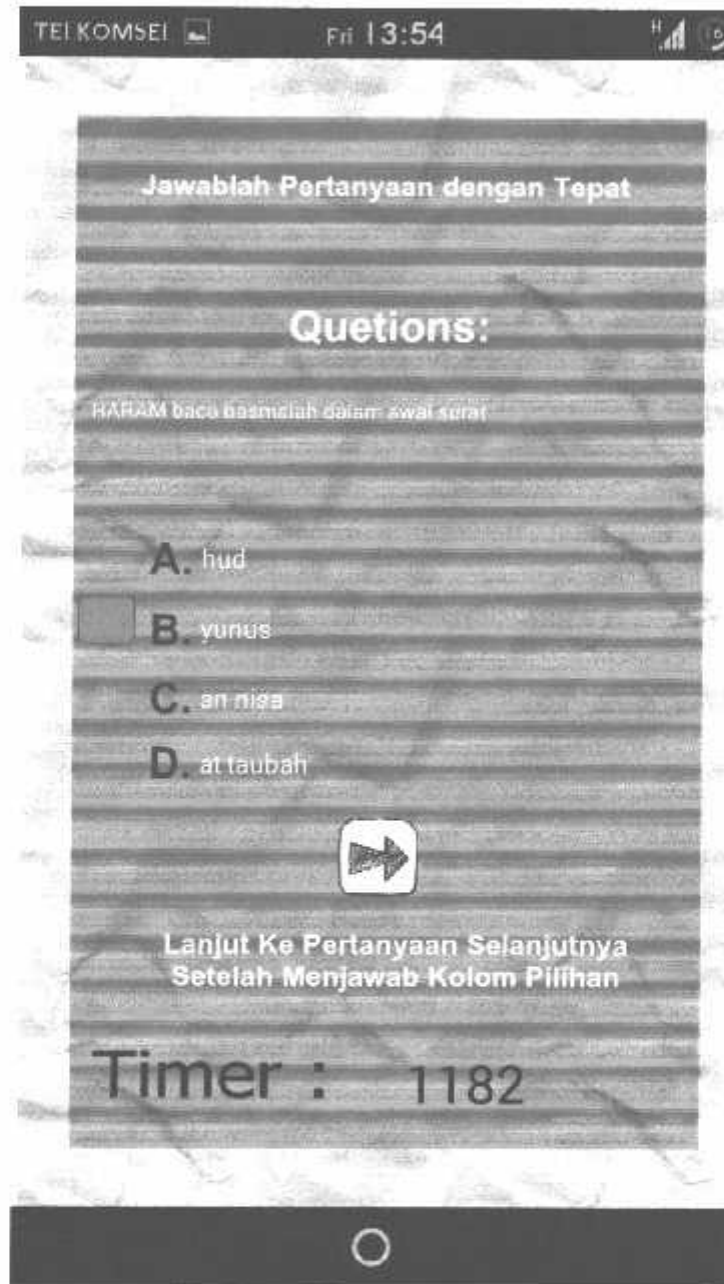 TELKOMSEL Fri 13:54 H
Jawablah Pertanyaan dengan Tepat
Quetions:
HARAM baca basmalah dalam awal surat
A. hud
B. yunus
C. an nisa
D. at taubah
Lanjut Ke Pertanyaan Selanjutnya
Setelah Menjawab Kolom Pilihan
Timer : 1182